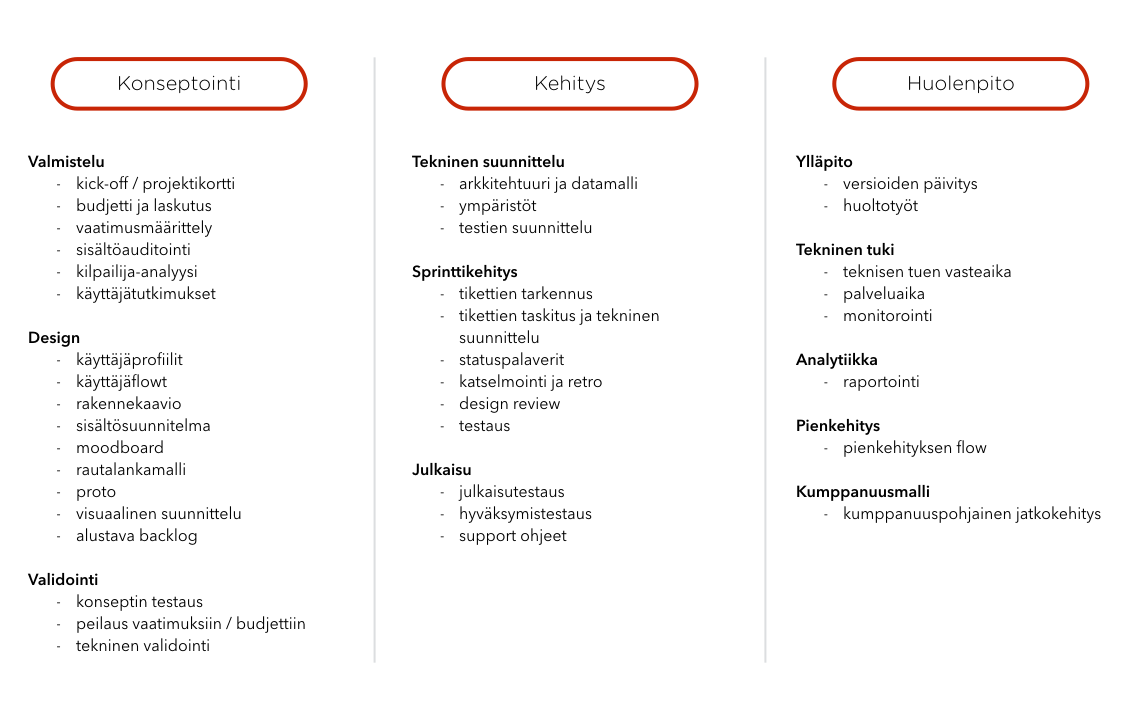 Konseptointi
Valmistelu
- kick-off / projektikortti
- budjetti ja laskutus
- vaatimusmäärittely
- sisältöauditointi
- kilpailija-analyysi
- käyttäjätutkimukset
Design
- käyttäjäprofiilit
- käyttäjäflowt
- rakennekaavio
- sisältösuunnitelma
- moodboard
- rautalankamalli
- proto
- visuaalinen suunnittelu
- alustava backlog
Validointi
- konseptin testaus
- peilaus vaatimuksiin / budjettiin
- tekninen validointi
Kehitys
Tekninen suunnittelu
- arkkitehtuuri ja datamalli
- ympäristöt
- testien suunnittelu
Sprinttikehitys
- tikettien tarkennus
- tikettien taskitus ja tekninen
suunnittelu
- statuspalaverit
- katselmointi ja retro
- design review
- testaus
Julkaisu
- julkaisutestaus
- hyväksymistestaus
- support ohjeet
Huolenpito
Ylläpito
- versioiden päivitys
- huoltotyöt
Tekninen tuki
- teknisen tuen vasteaika
- palveluaika
- monitorointi
Analytiikka
- raportointi
Pienkehitys
- pienkehityksen flow
Kumppanuusmalli
- kumppanuuspohjainen jatkokehitys